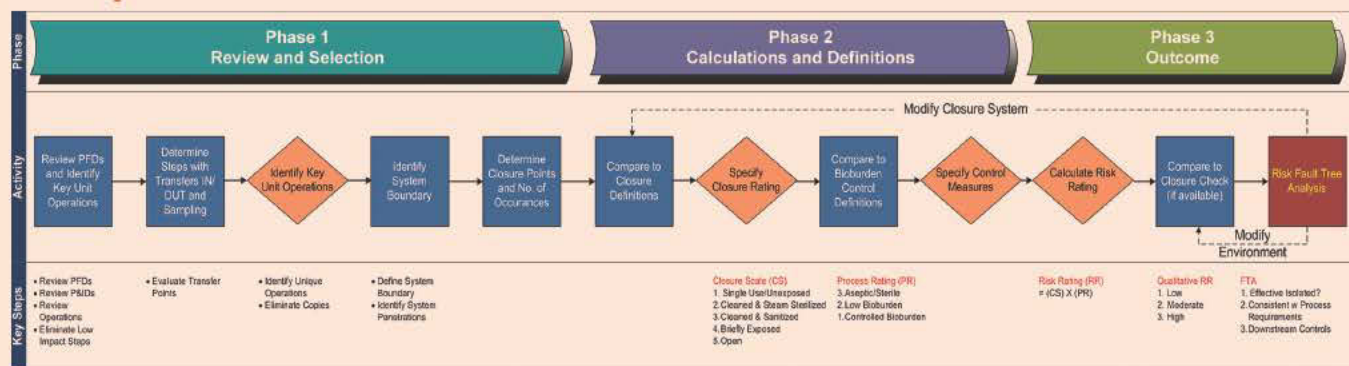 Phase
Phase 1
Review and Selection
Phase 2
Calculations and Definitions
Phase 3
Outcome
Activity
Modify Closure System
Review PFDs
and Identify
Key Unit
Operations
Determine
Steps with
Transfers IN/
OUT and
Sampling
Identify Key
Unit Operations
Identify
System
Boundary
Determine
Closure Points
and No. of
Occurances
Compare to
Closure
Definitions
Specify
Closure Rating
Compare to
Bioburden
Control
Definitions
Specify Control
Measures
Calculate Risk
Rating
Compare to
Closure Check
(if available)
Risk Fault Tree
Analysis
Modify
Environment
Key Steps
• Review PFDs
• Review P&IDs
• Review
Operations
• Eliminate Low
Impact Steps
• Evaluate Transfer
Points
• Identify Unique
Operations
• Eliminate Copies
• Define System
Boundary
• Identify System
Penetrations
Closure Scale (CS)
1. Single Use/Unexposed
2.Cleaned & Steam Sterilized
3.Cleaned & Sanitized
4.Briefly Exposed
5.Open
Process Rating (PR)
3.Aseptic/Sterile
2.Low Bioburden
1.Controlled Bioburden
Risk Rating (RR)
= (CS) X (PR)
Qualitative RR
1. Low
2. Moderate
3. High
FTA
1. Effective Isolated?
2.Consistent w Process
Requirements
3.Downstream Controls